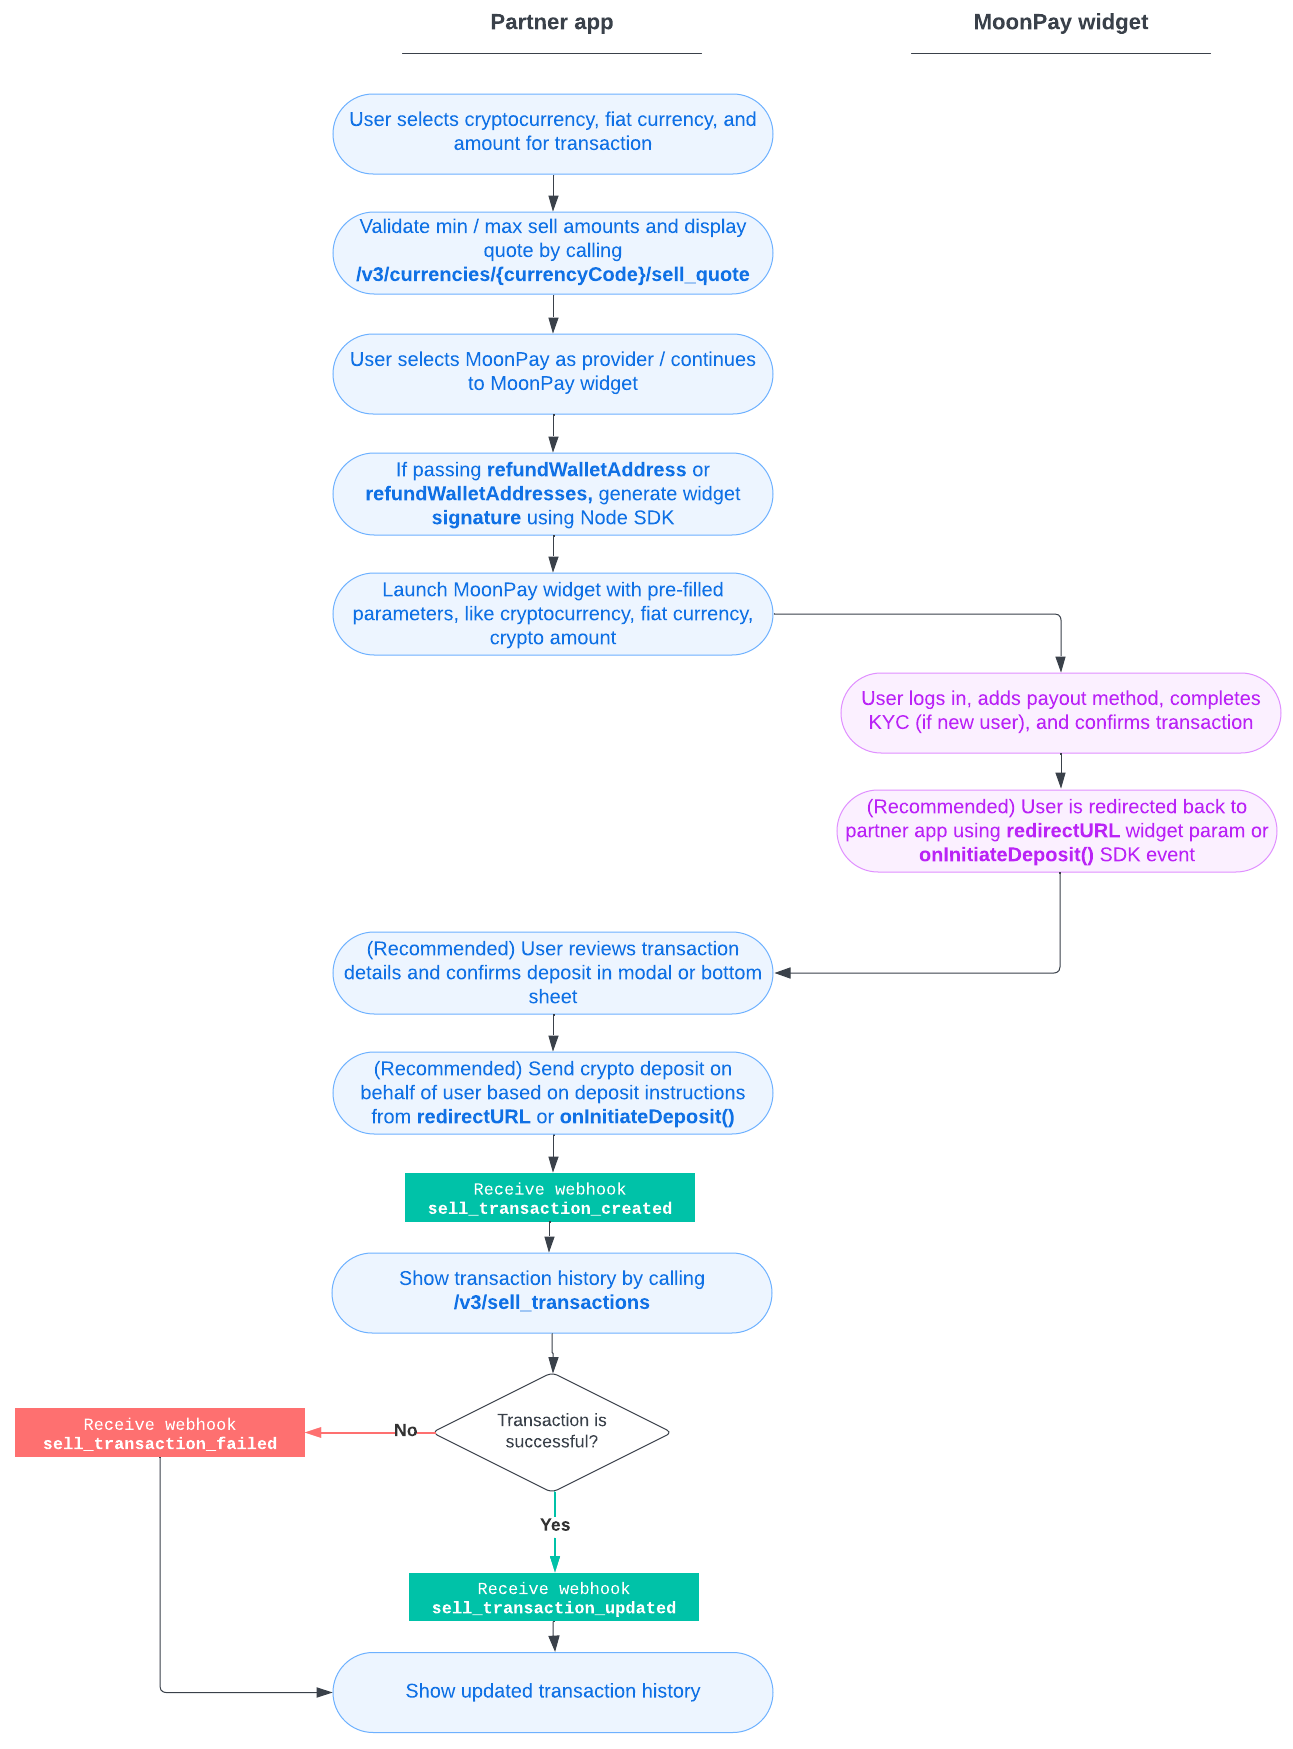 Partner app
MoonPay widget
User selects cryptocurrency, fiat currency, and
amount for transaction
Validate min / max sell amounts and display
quote by calling
/v3/currencies/{currencyCode}/sell_quote
User selects MoonPay as provider / continues
to MoonPay widget
If passing refundWalletAddress or
refundWalletAddresses, generate widget
signature using Node SDK
Launch MoonPay widget with pre-filled
parameters, like cryptocurrency, fiat currency,
crypto amount
User logs in, adds payout method, completes
KYC (if new user), and confirms transaction
(Recommended) User is redirected back to
partner app using redirectURL widget param or
onInitiateDeposit() SDK event
(Recommended) User reviews transaction
details and confirms deposit in modal or bottom
sheet
(Recommended) Send crypto deposit on
behalf of user based on deposit instructions
from redirectURL or onInitiateDeposit()
Receive webhook
sell_transaction_created
Show transaction history by calling
/v3/sell_transactions
Transaction is
successful?
No
Receive webhook
sell_transaction_failed
Yes
Receive webhook
sell_transaction_updated
Show updated transaction history